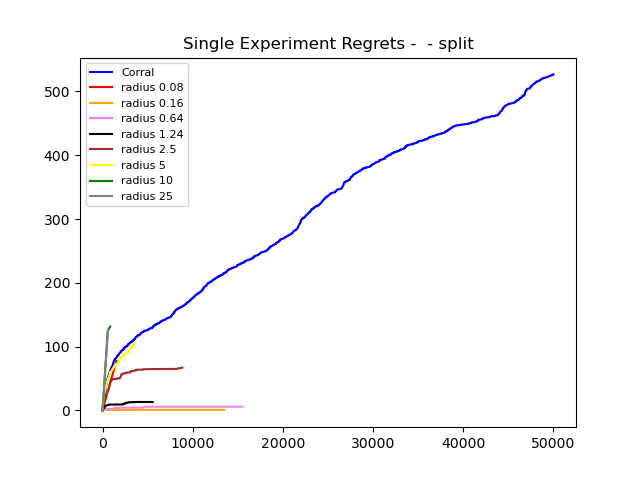 Single Experiment Regrets -  - split
Corral
radius 0.08
radius 0.16
radius 0.64
radius 1.24
radius 2.5
radius 5
radius 10
radius 25
500
400
300
200
100
0
0 10000 20000 30000 40000 50000